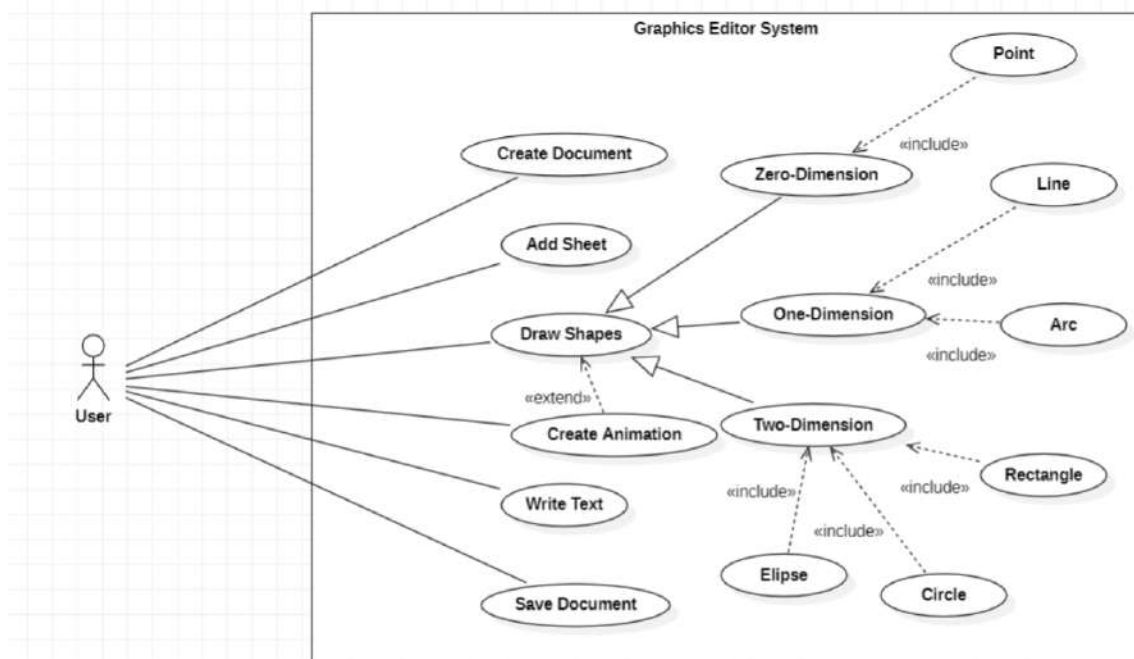 Graphics Editor System
Point
«include»
Create Document
Zero-Dimension
Line
Add Sheet
«include»
One-Dimension
Draw Shapes
Arc
«include»
User
«extend»
Two-Dimension
Create Animation
Rectangle
«include»
«include»
Write Text
«include»
Elipse
Circle
Save Document